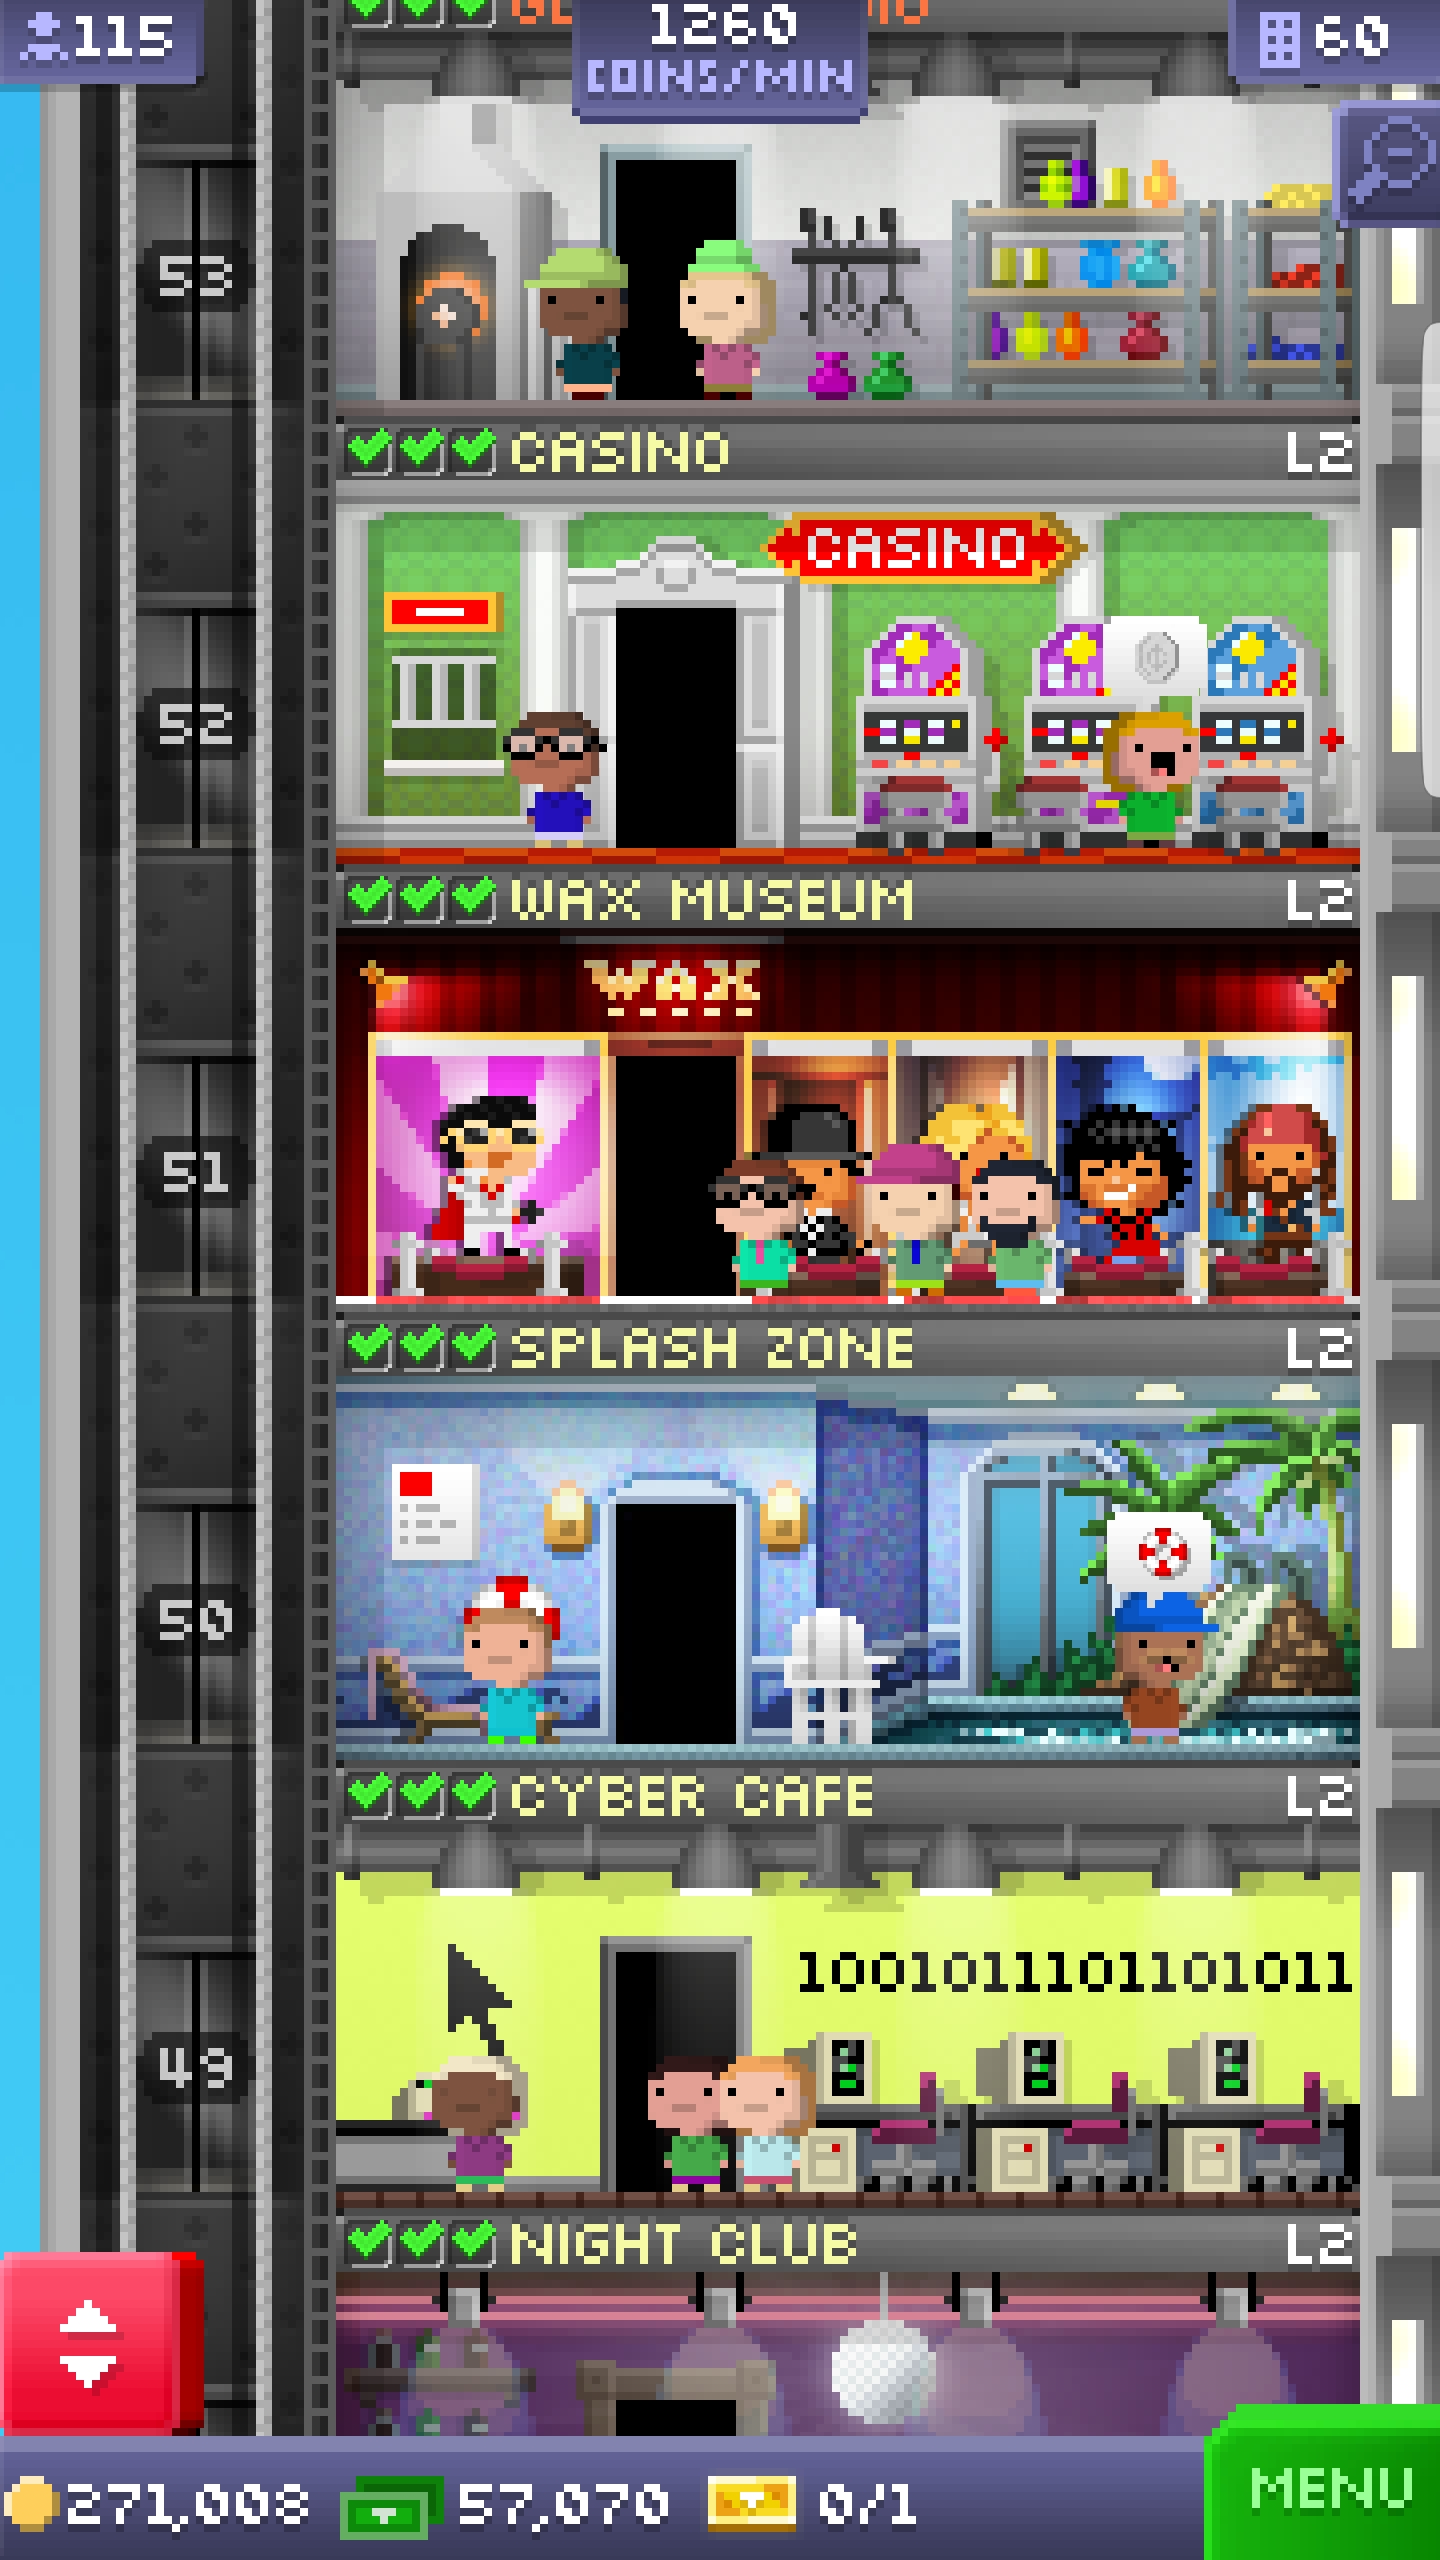 115
1260
COINS/MIN
60
53
CASINO L2
CASINO
52
WAX MUSEUM L2
WAX
51
SPLASH ZONE L2
50
CYBER CAFE L2
1001011101101011
49
NIGHT CLUB L2
271,008 57,070 0/1 MENU